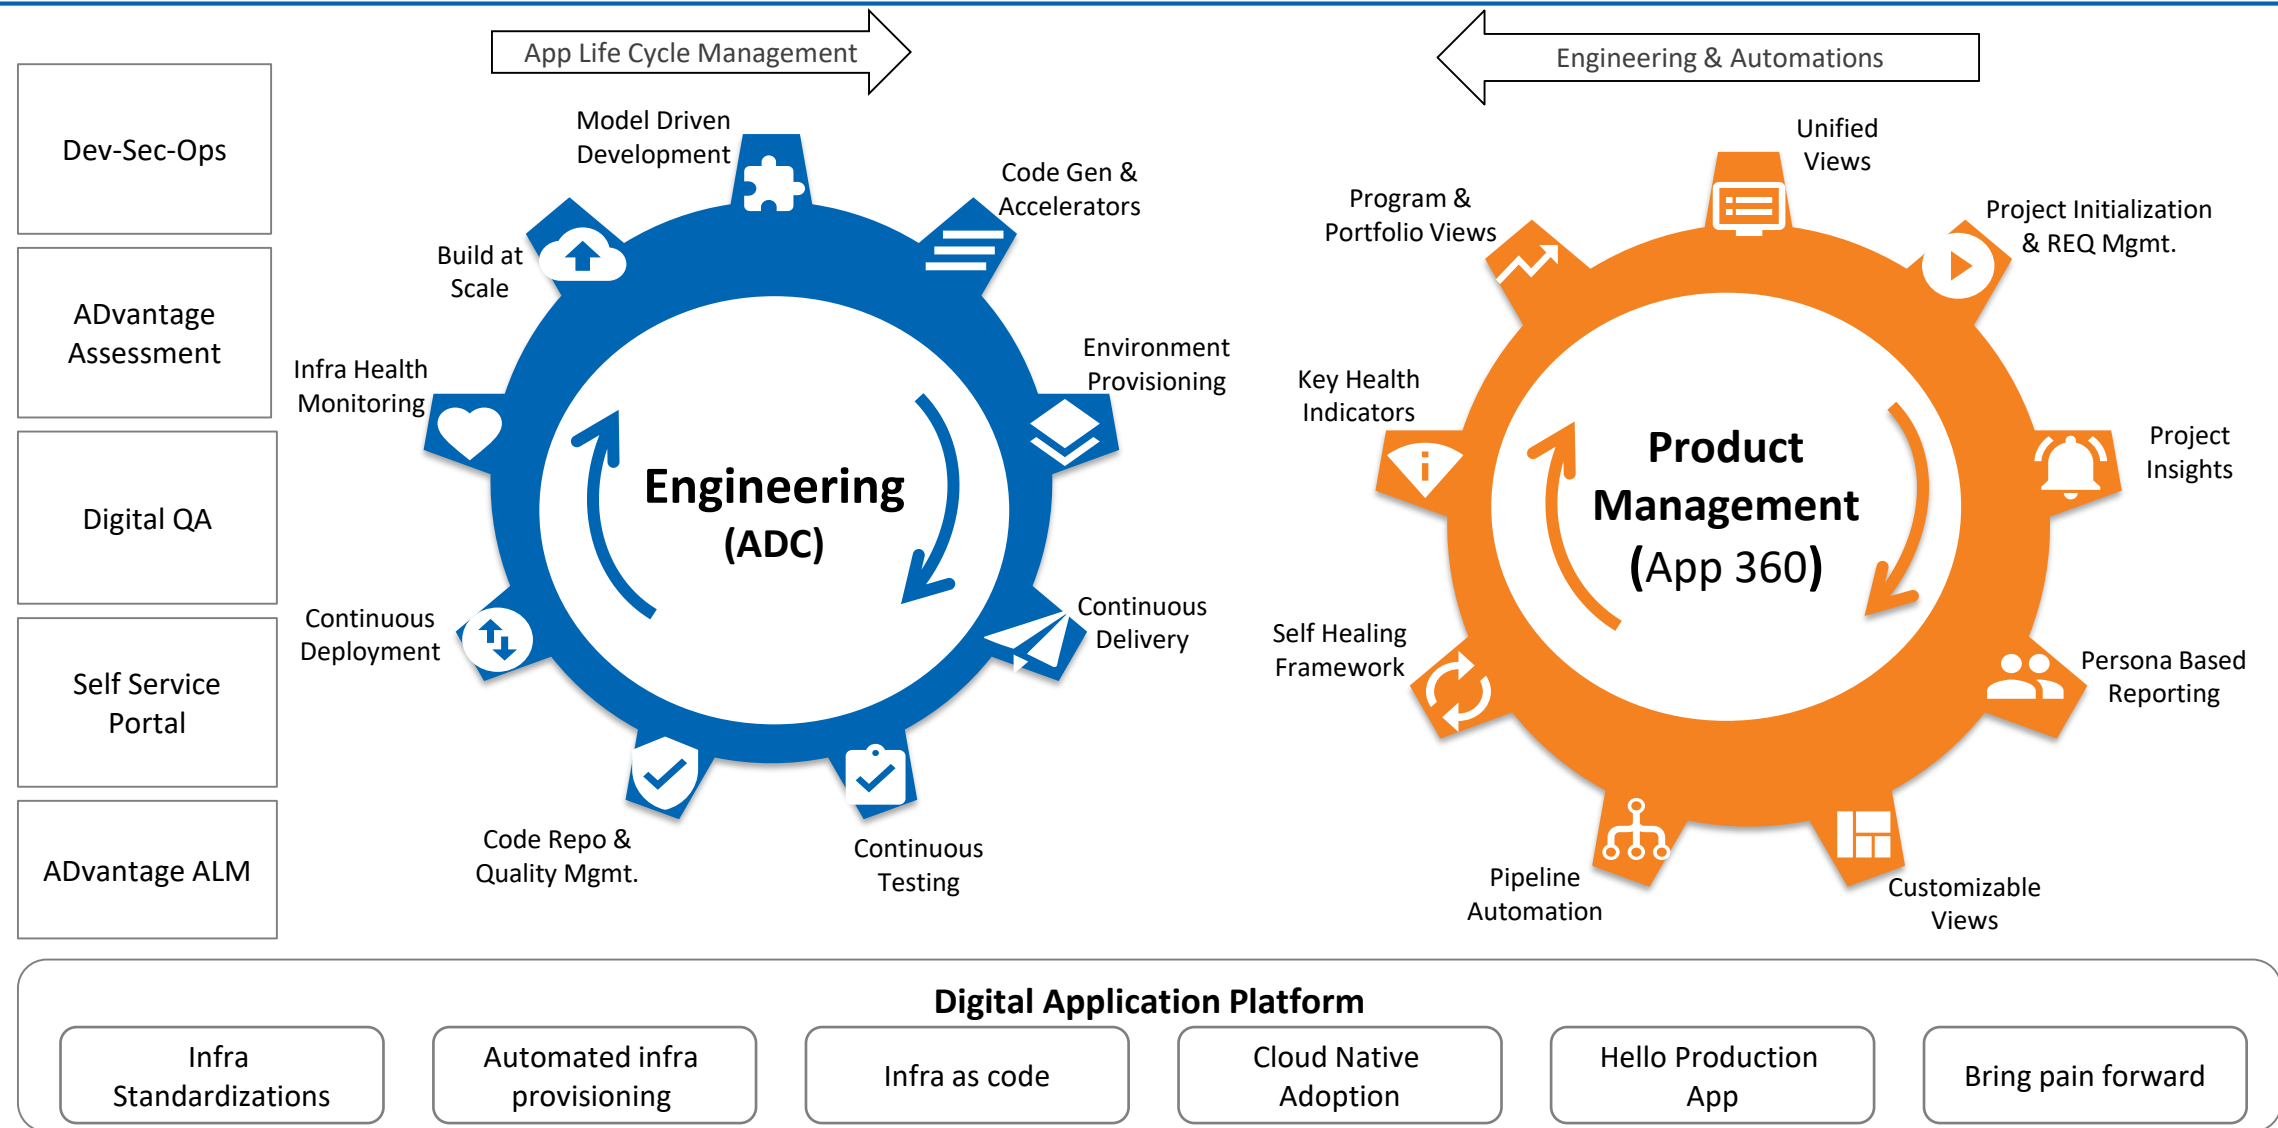 App Life Cycle Management
Engineering & Automations
Dev-Sec-Ops
ADvantage
Assessment
Digital QA
Self Service
Portal
ADvantage ALM
Model Driven
Development
Code Gen &
Accelerators
Build at
Scale
Environment
Provisioning
Infra Health
Monitoring
Engineering
(ADC)
Continuous
Delivery
Continuous
Deployment
Code Repo &
Quality Mgmt.
Continuous
Testing
Unified
Views
Program &
Portfolio Views
Project Initialization
& REQ Mgmt.
Key Health
Indicators
Project
Insights
Product
Management
(App 360)
Self Healing
Framework
Persona Based
Reporting
Pipeline
Automation
Customizable
Views
Digital Application Platform
Infra
Standardizations
Automated infra
provisioning
Infra as code
Cloud Native
Adoption
Hello Production
App
Bring pain forward